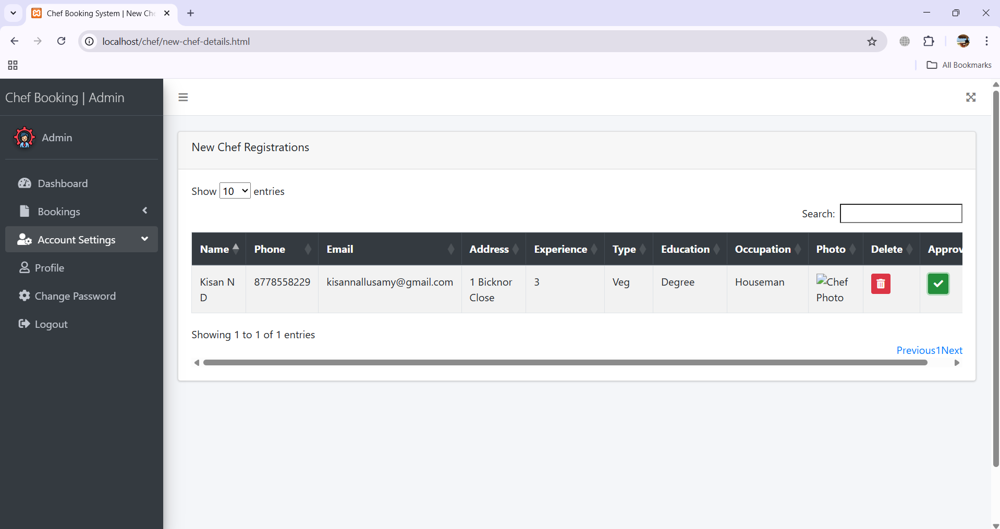 Chef Booking System | New Che
localhost/chef/new-chef-details.html
All Bookmarks
Chef Booking | Admin
Admin
Dashboard
Bookings
Account Settings
Profile
Change Password
Logout
New Chef Registrations
Show 10 entries
Search:
Name Phone Email Address Experience Type Education Occupation Photo Delete Approv
Kisan N 8778558229 kisannallusamy@gmail.com 1 Bicknor 3 Veg Degree Houseman Chef
D Close Photo
Showing 1 to 1 of 1 entries
Previous1Next